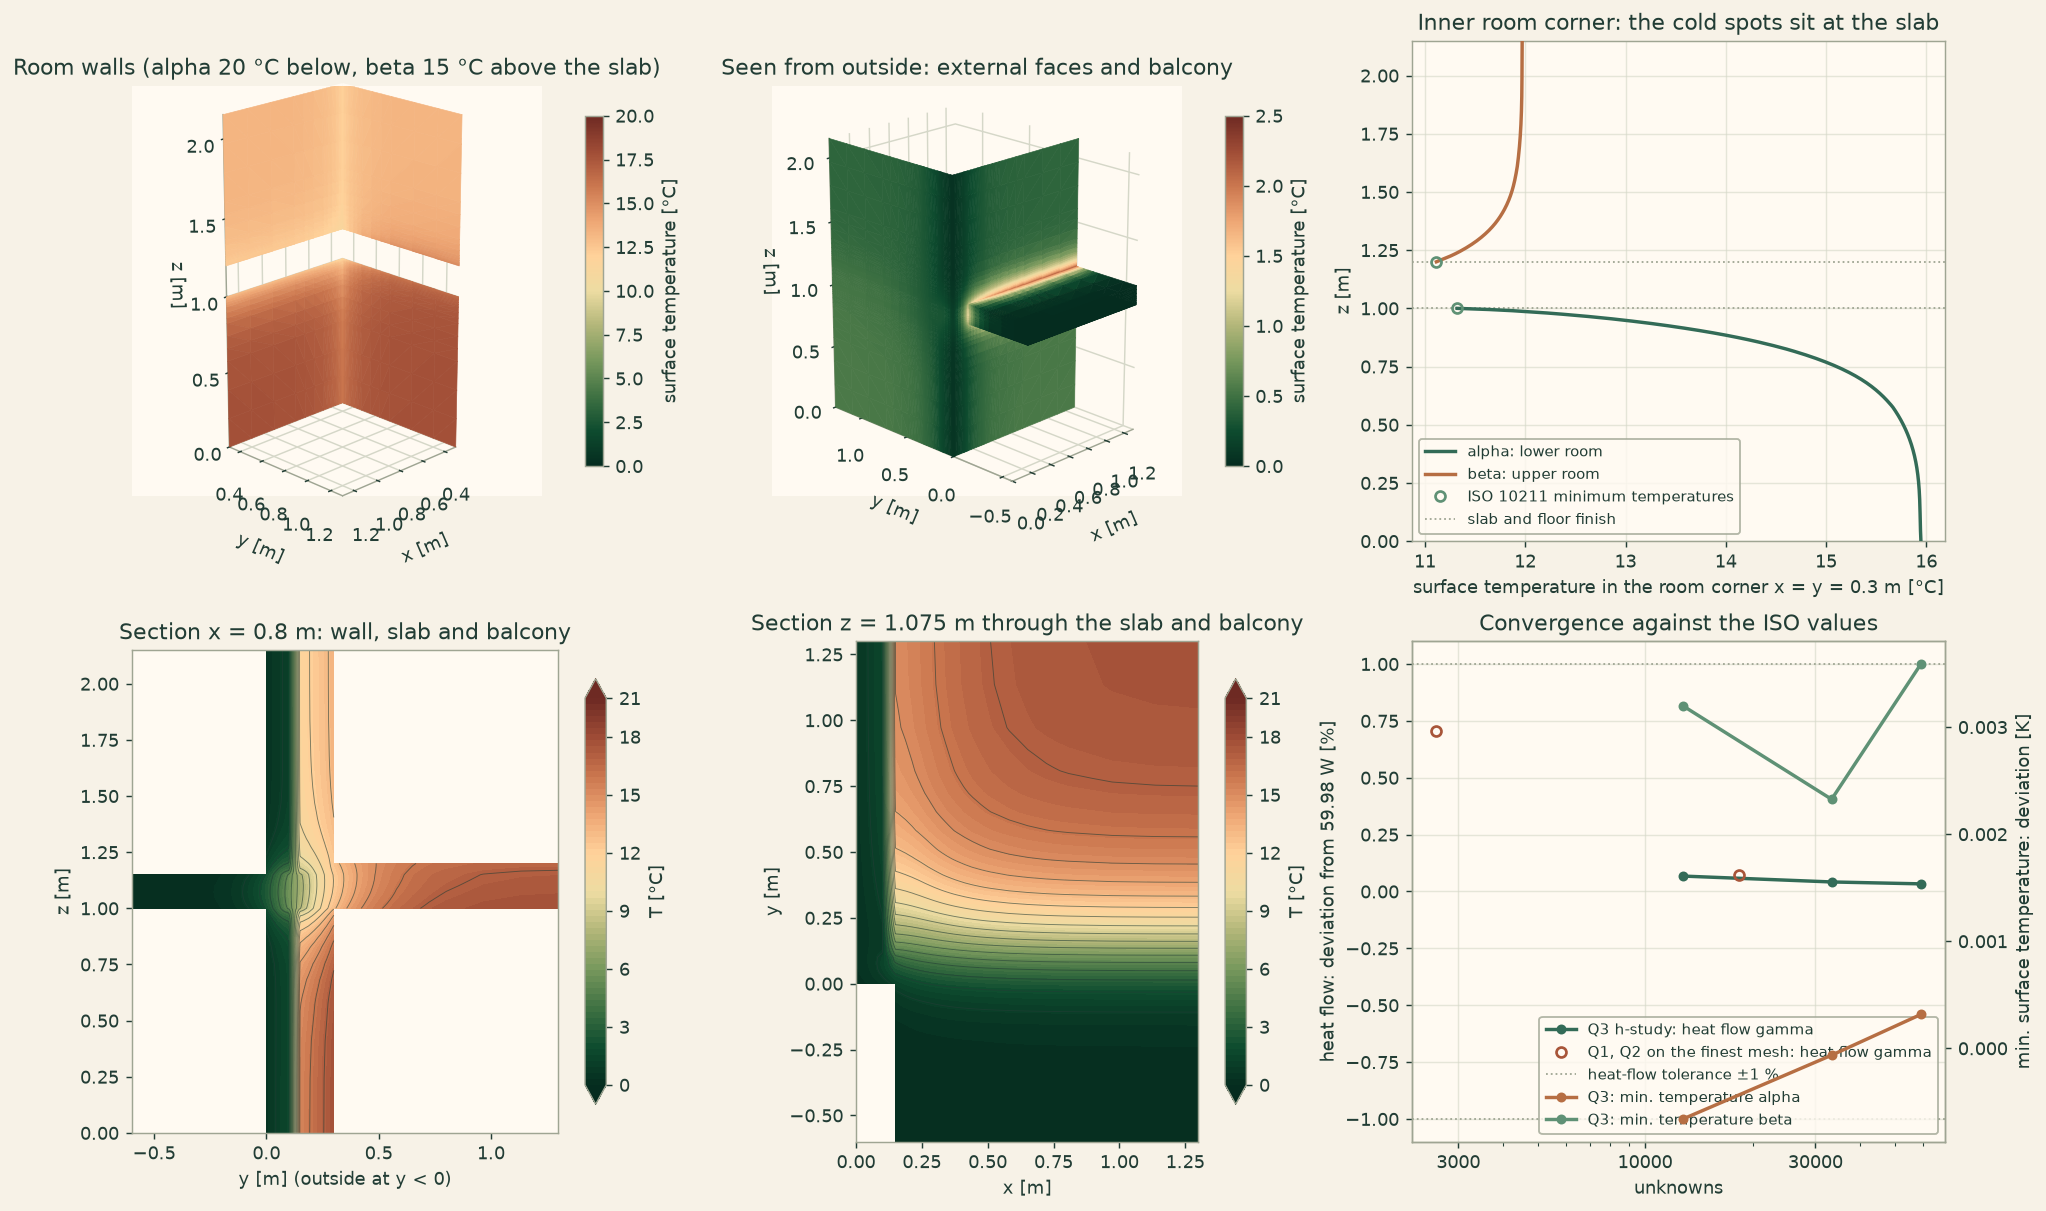 Room walls (alpha 20 °C below, beta 15 °C above the slab)
2.0
1.5
1.0
0.5
0.0
z [m]
0.4
0.6
0.8
1.0
1.2
y [m]
1.2
1.0
0.8
0.6
0.4
x [m]
20.0
17.5
15.0
12.5
10.0
7.5
5.0
2.5
0.0
surface temperature [°C]
Seen from outside: external faces and balcony
2.0
1.5
1.0
0.5
0.0
z [m]
1.0
0.5
0.0
−0.5
y [m]
0.0
0.2
0.4
0.6
0.8
1.0
1.2
x [m]
2.5
2.0
1.5
1.0
0.5
0.0
surface temperature [°C]
Inner room corner: the cold spots sit at the slab
2.00
1.75
1.50
1.25
1.00
0.75
0.50
0.25
0.00
z [m]
alpha: lower room
beta: upper room
ISO 10211 minimum temperatures
slab and floor finish
11 12 13 14 15 16
surface temperature in the room corner x = y = 0.3 m [°C]
Section x = 0.8 m: wall, slab and balcony
2.00
1.75
1.50
1.25
1.00
0.75
0.50
0.25
0.00
z [m]
−0.5 0.0 0.5 1.0
y [m] (outside at y < 0)
21
18
15
12
9
6
3
0
T [°C]
Section z = 1.075 m through the slab and balcony
1.25
1.00
0.75
0.50
0.25
0.00
−0.25
−0.50
y [m]
0.00 0.25 0.50 0.75 1.00 1.25
x [m]
21
18
15
12
9
6
3
0
T [°C]
Convergence against the ISO values
1.00
0.75
0.50
0.25
0.00
−0.25
−0.50
−0.75
−1.00
heat flow: deviation from 59.98 W [%]
0.003
0.002
0.001
0.000
min. surface temperature: deviation [K]
Q3 h-study: heat flow gamma
Q1, Q2 on the finest mesh: heat flow gamma
heat-flow tolerance ±1 %
Q3: min. temperature alpha
Q3: min. temperature beta
3000 10000 30000
unknowns